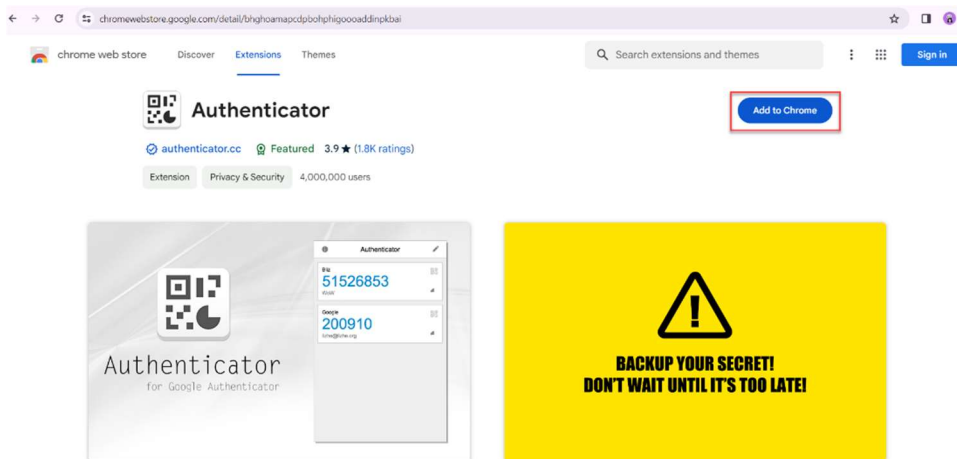 chromewebstore.google.com/detail/bhghoamapcdpbohphigoooaddinpkbai
chrome web store Discover Extensions Themes Search extensions and themes Sign in
Authenticator Add to Chrome
authenticator.cc Featured 3.9 ★ (1.8K ratings)
Extension Privacy & Security 4,000,000 users
Authenticator
51526853
Google
200910
Authenticator
for Google Authenticator
BACKUP YOUR SECRET!
DON'T WAIT UNTIL IT'S TOO LATE!